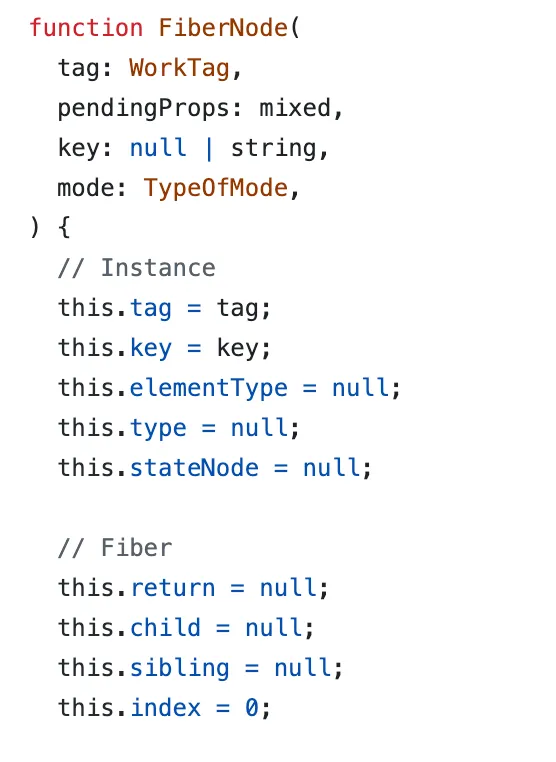 function FiberNode(
  tag: WorkTag,
  pendingProps: mixed,
  key: null | string,
  mode: TypeOfMode,
) {
  // Instance
  this.tag = tag;
  this.key = key;
  this.elementType = null;
  this.type = null;
  this.stateNode = null;

  // Fiber
  this.return = null;
  this.child = null;
  this.sibling = null;
  this.index = 0;